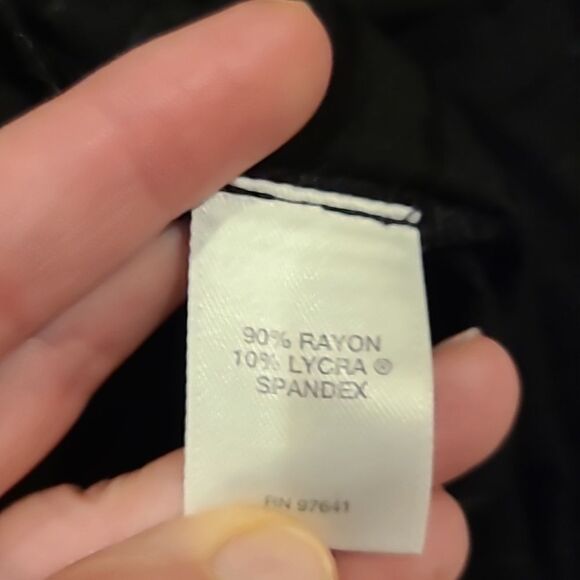 90% RAYON
10% LYCRA ®
SPANDEX
RN 97641